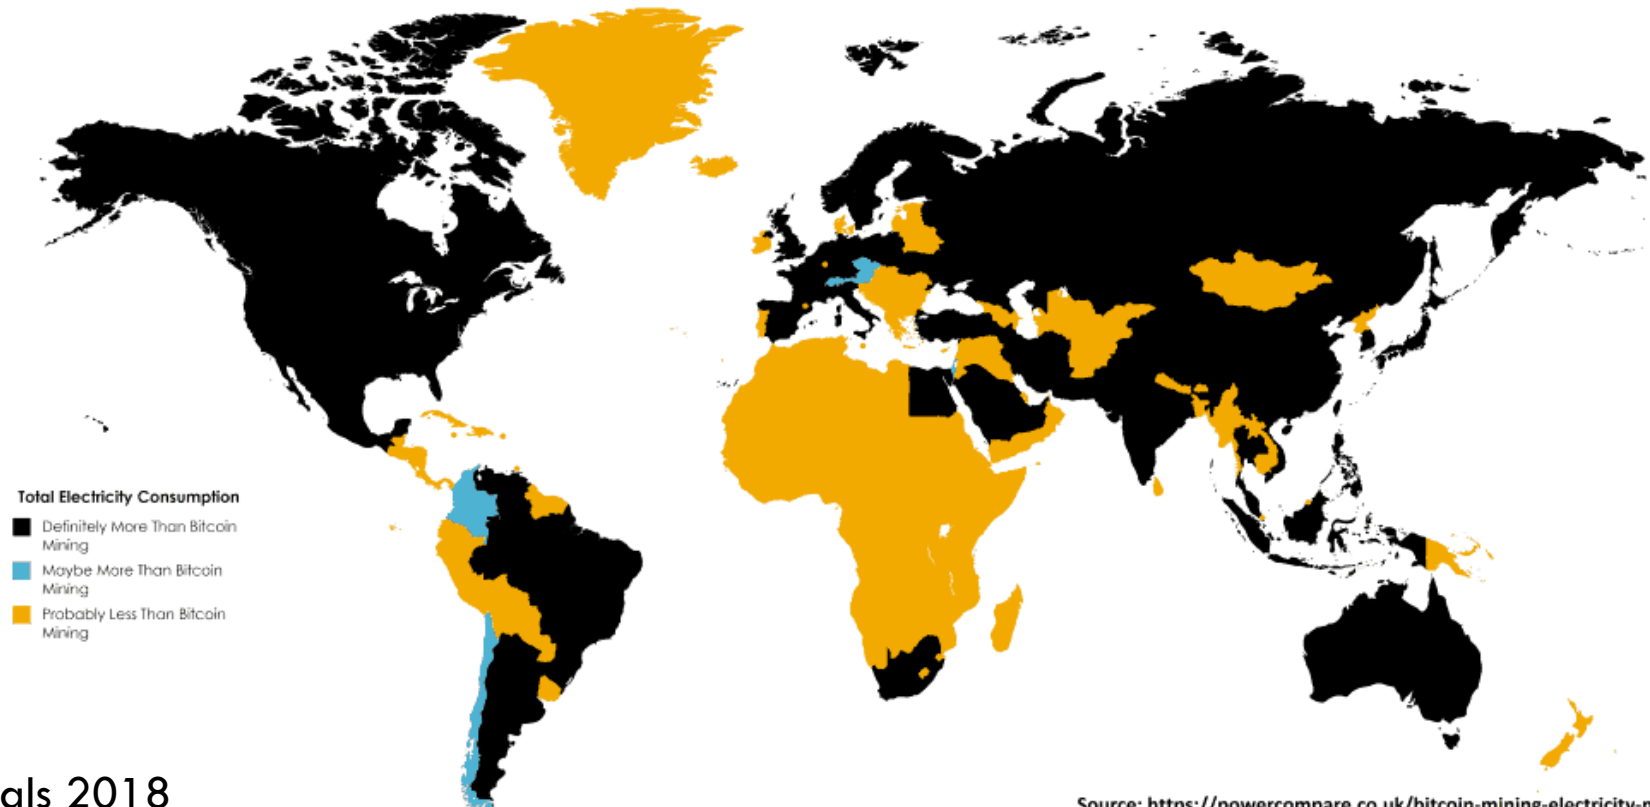 Total Electricity Consumption
Definitely More Than Bitcoin
Mining
Maybe More Than Bitcoin
Mining
Probably Less Than Bitcoin
Mining
2018
Source: https://powercompare.co.uk/bitcoin-mining-electricity-